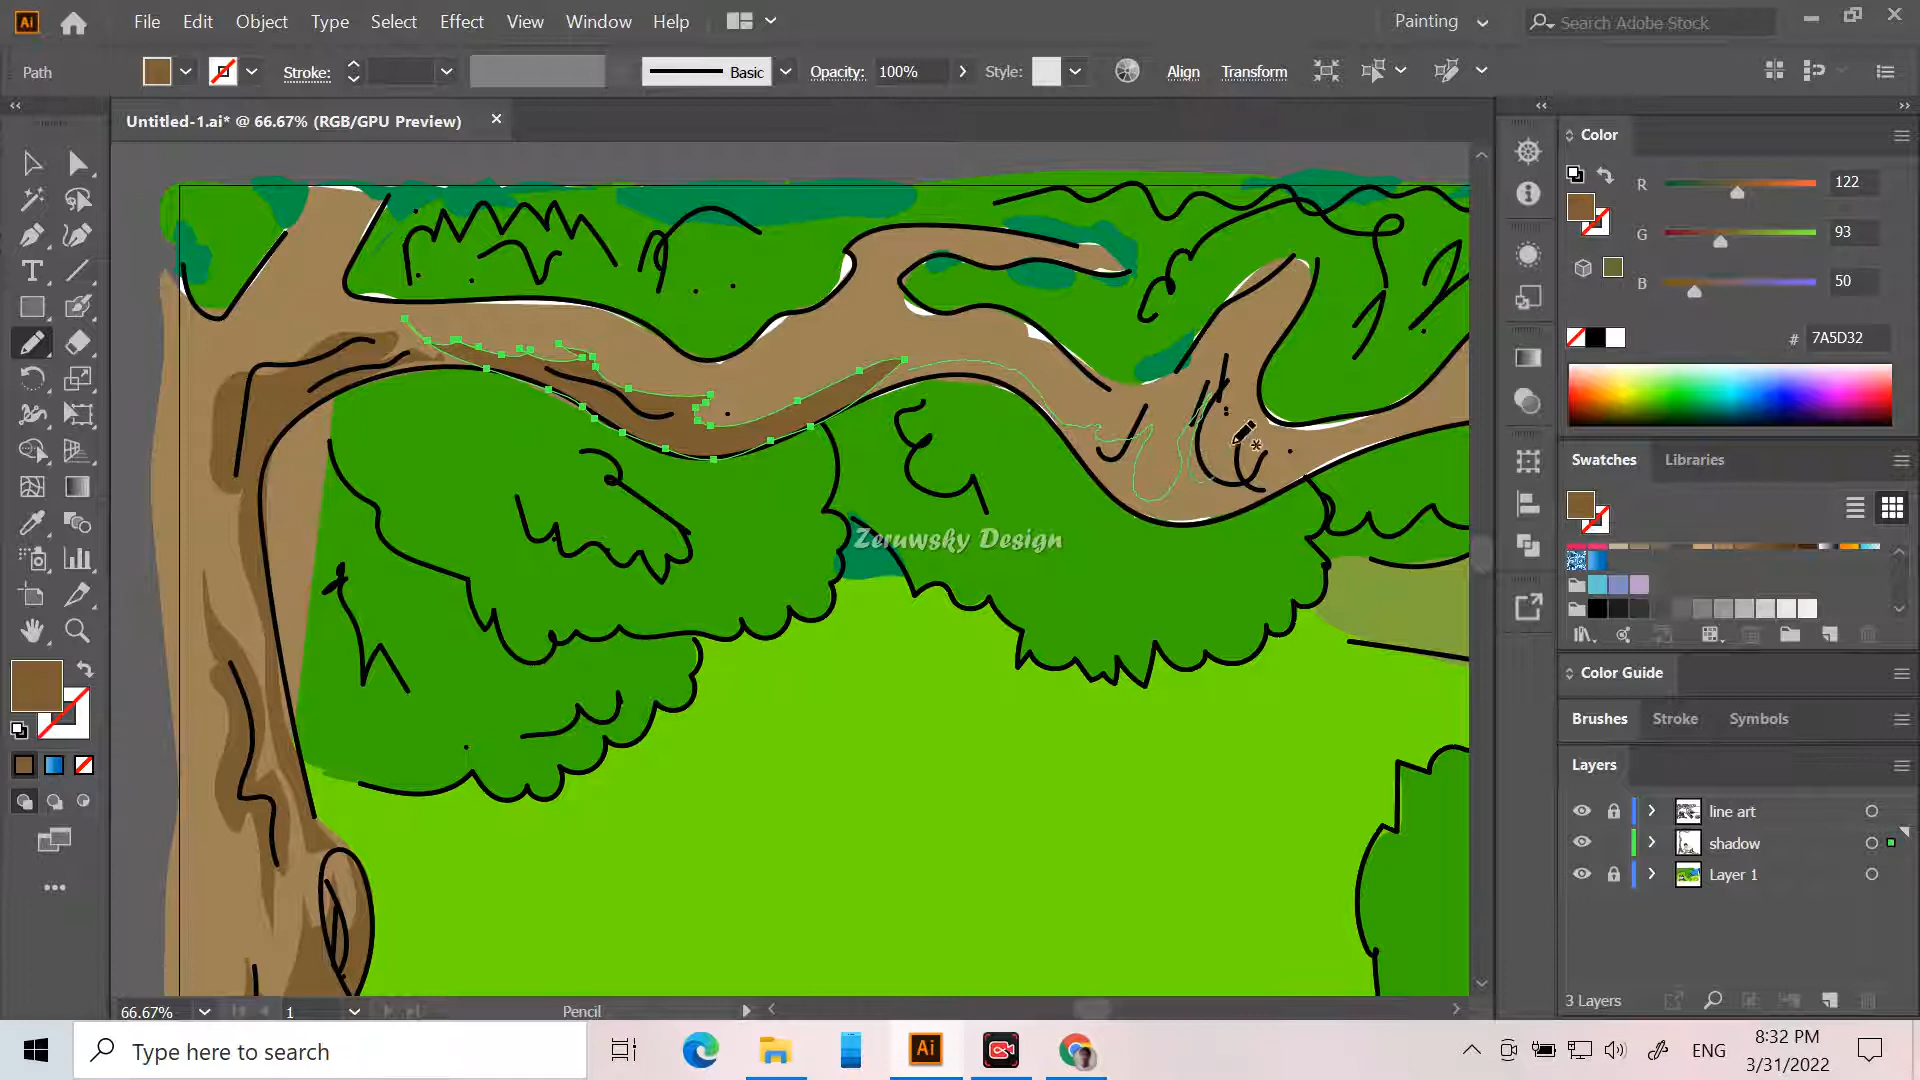 Ai File Edit Object Type Select Effect View Window Help Painting Search Adobe Stock
Path Stroke: Basic Opacity: 100% Style: Align Transform
Untitled-1.ai* @ 66.67% (RGB/GPU Preview)
Color
R 122
G 93
B 50
# 7A5D32
Swatches Libraries
Zeruwsky Design
Color Guide
Brushes Stroke Symbols
Layers
line art
shadow
Layer 1
3 Layers
66.67% 1 Pencil
Type here to search
Ai
ENG
8:32 PM
3/31/2022